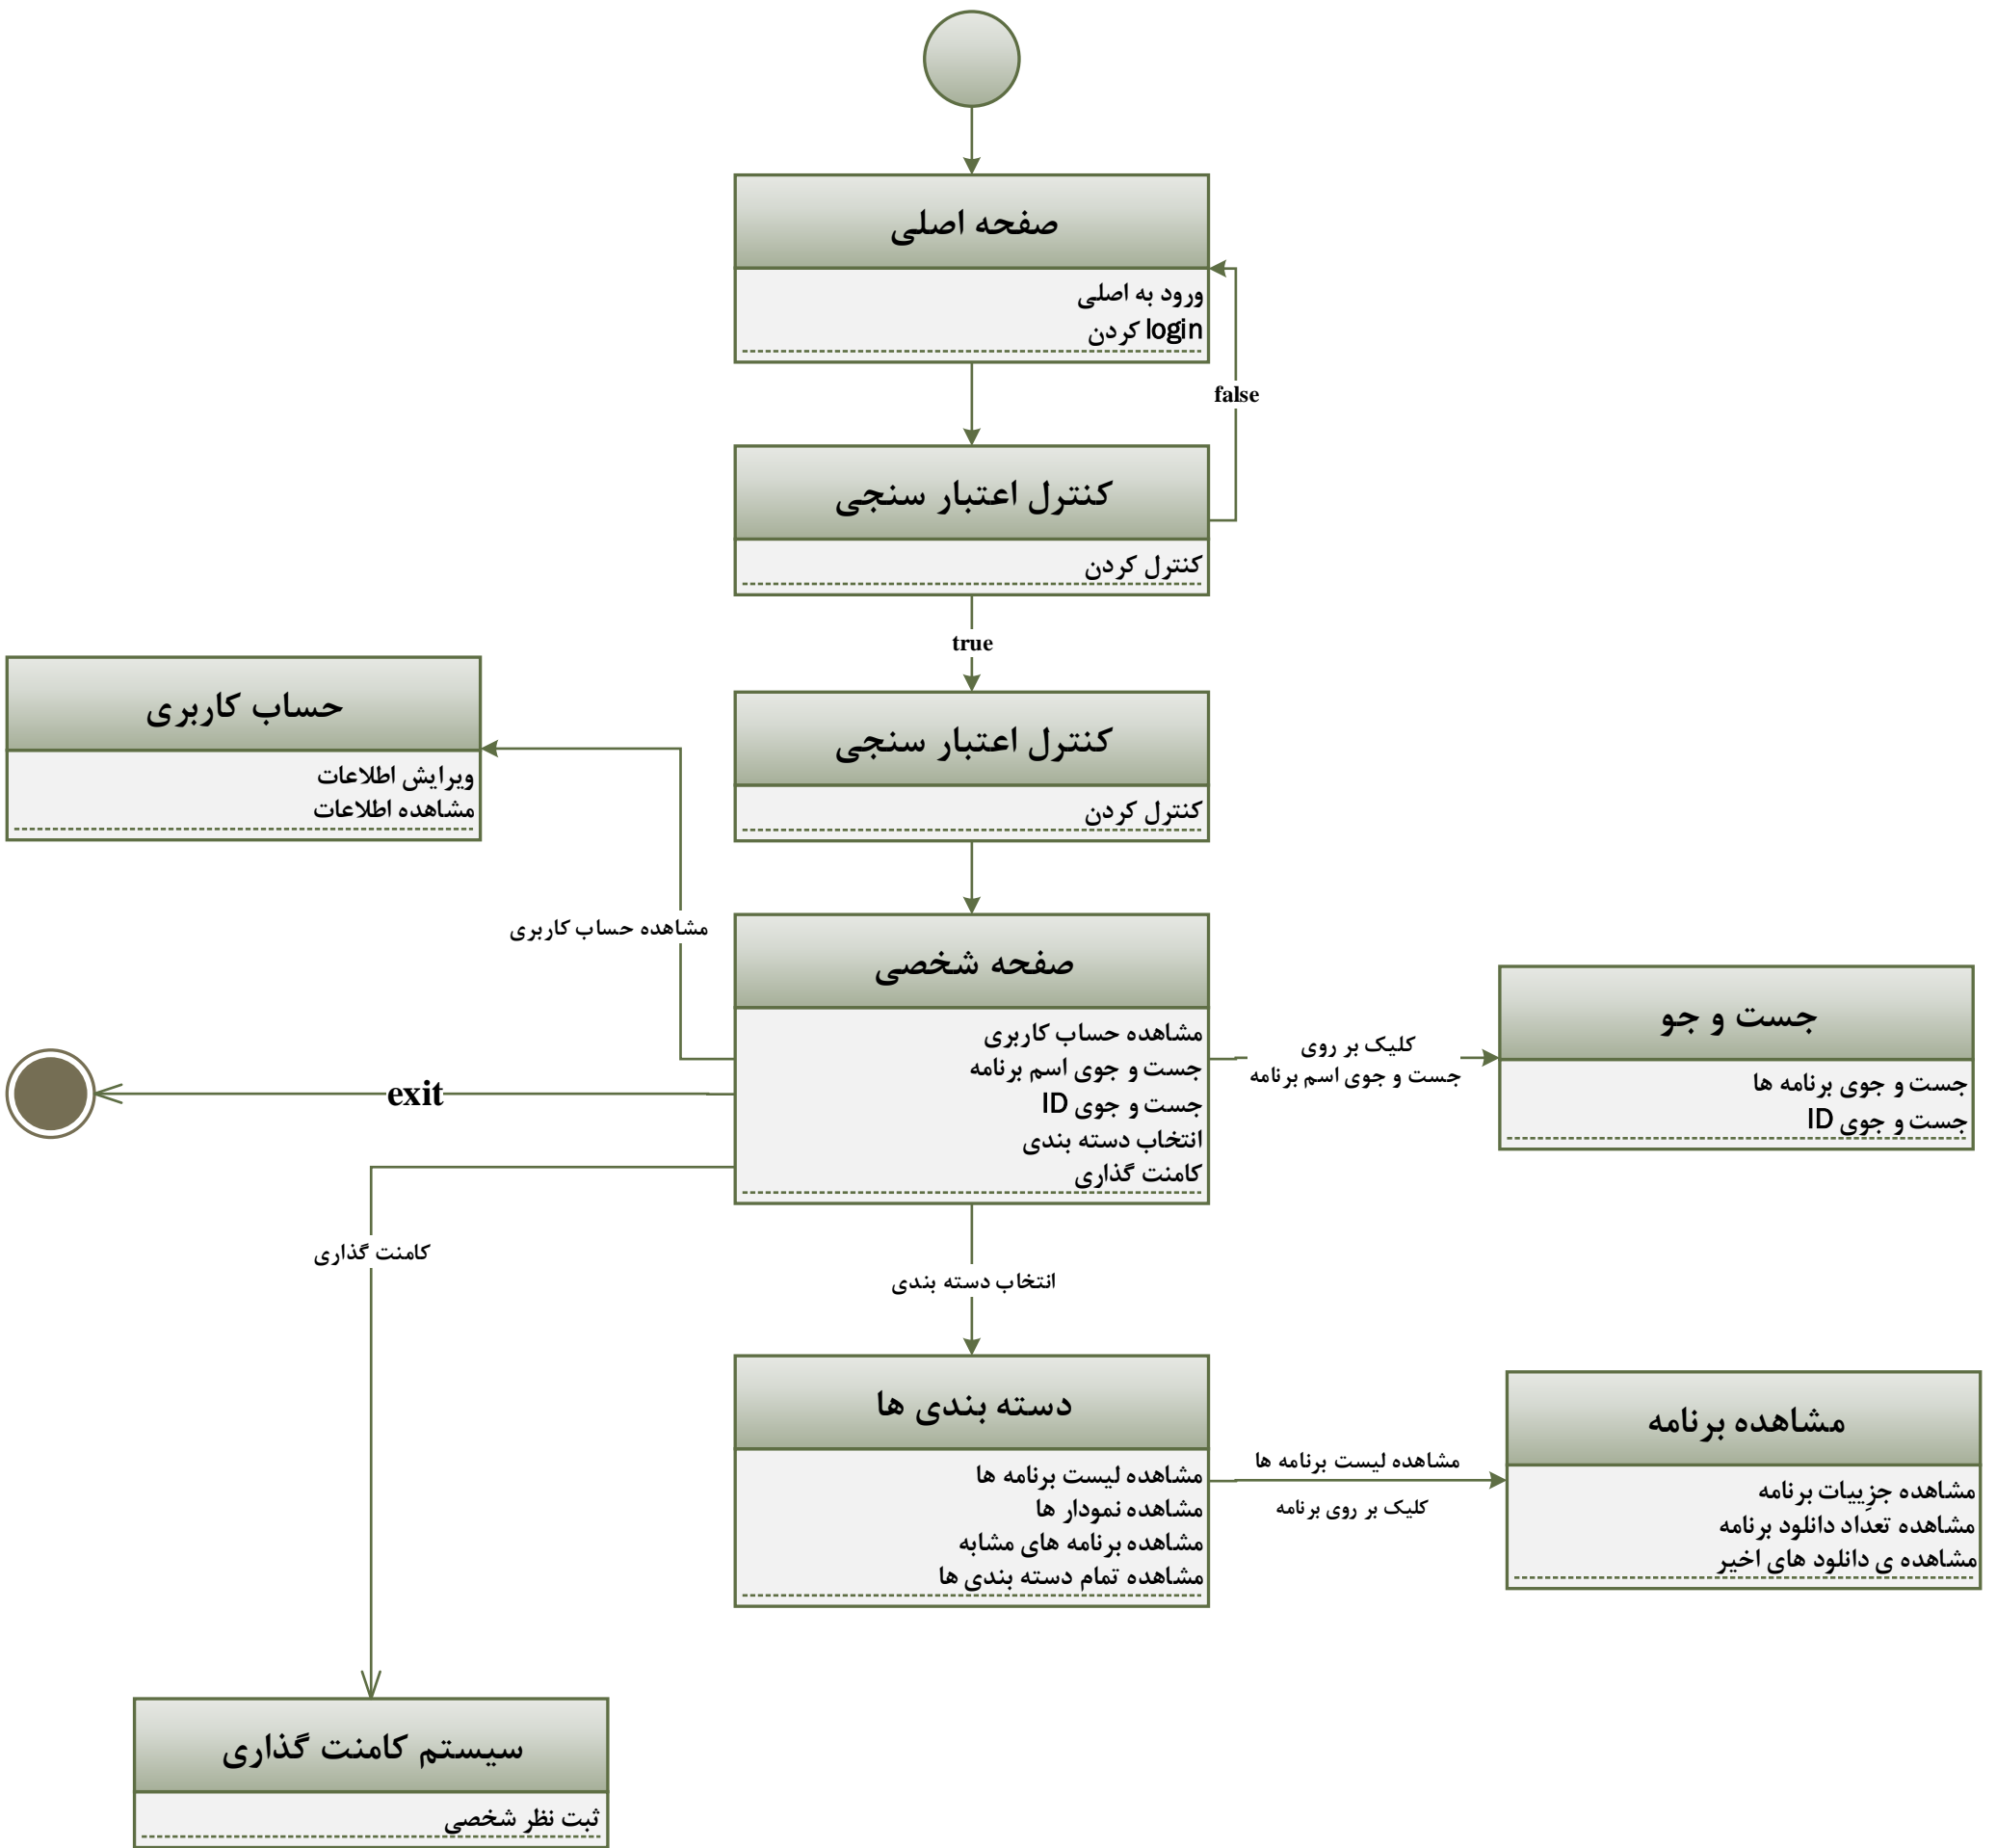 صفحه اصلی
ورود به اصلی
login کردن
false
کنترل اعتبار سنجی
کنترل کردن
true
کنترل اعتبار سنجی
کنترل کردن
حساب کاربری
ویرایش اطلاعات
مشاهده اطلاعات
مشاهده حساب کاربری
صفحه شخصی
مشاهده حساب کاربری
جست و جوی اسم برنامه
جست و جوی ID
انتخاب دسته بندی
کامنت گذاری
کلیک بر روی
جست و جوی اسم برنامه
جست و جو
جست و جوی برنامه ها
جست و جوی ID
exit
کامنت گذاری
انتخاب دسته بندی
دسته بندی ها
مشاهده لیست برنامه ها
مشاهده نمودار ها
مشاهده برنامه های مشابه
مشاهده تمام دسته بندی ها
مشاهده لیست برنامه ها
کلیک بر روی برنامه
مشاهده برنامه
مشاهده جزِییات برنامه
مشاهده تعداد دانلود برنامه
مشاهده ی دانلود های اخیر
سیستم کامنت گذاری
ثبت نظر شخصی